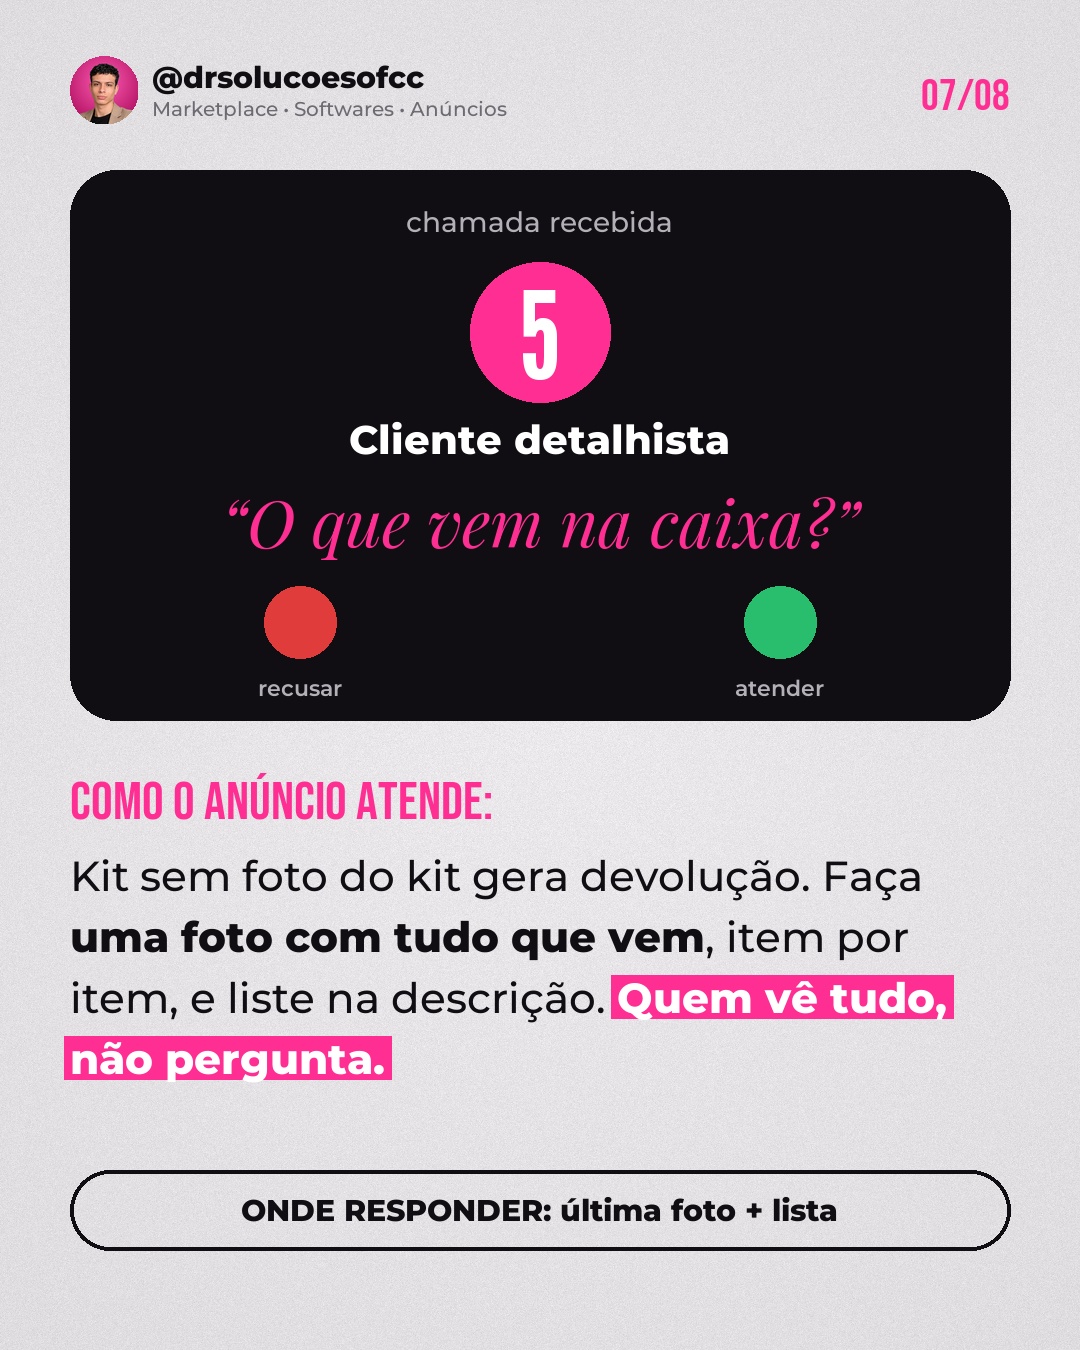 @drsolucoesofcc
Marketplace • Softwares • Anúncios
07/08
chamada recebida
5
Cliente detalhista
“O que vem na caixa?”
recusar
atender
COMO O ANÚNCIO ATENDE:
Kit sem foto do kit gera devolução. Faça
uma foto com tudo que vem, item por
item, e liste na descrição. Quem vê tudo,
não pergunta.
ONDE RESPONDER: última foto + lista